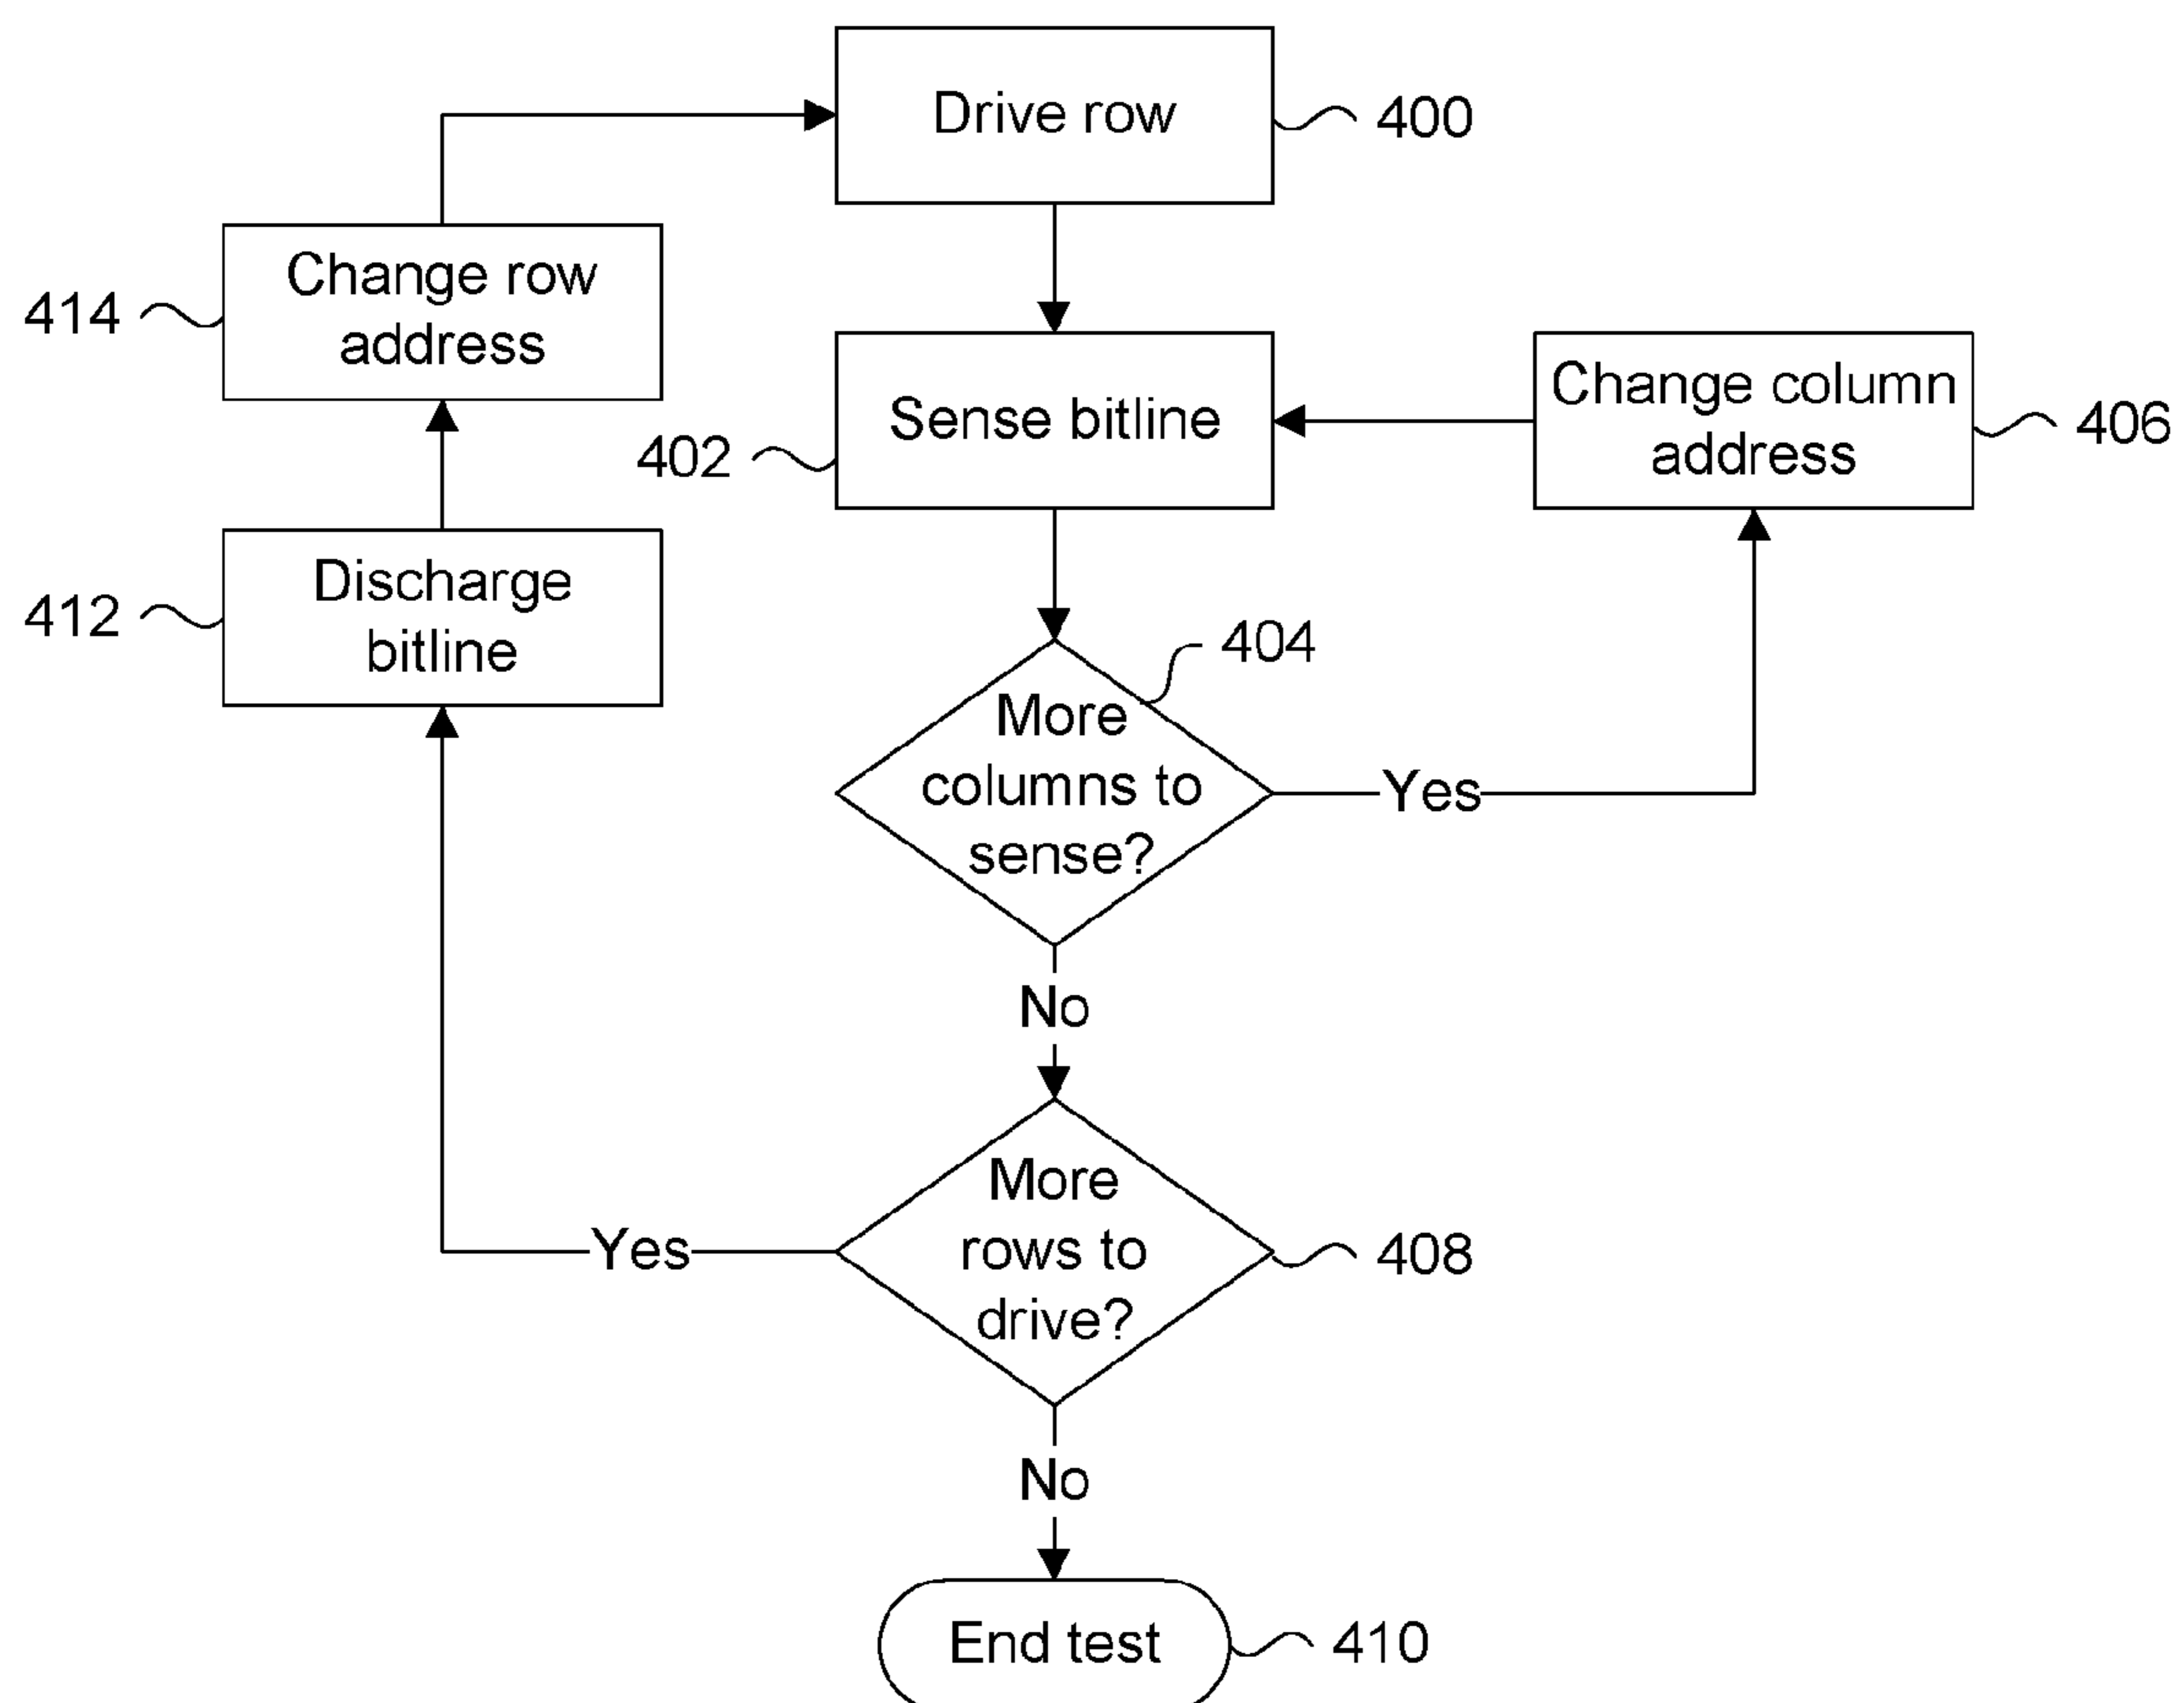 Drive row
400
Change row
address
414
Sense bitline
402
Change column
address
406
Discharge
bitline
412
404
More
columns to
sense?
Yes
No
More
rows to
drive?
408
Yes
No
End test
410